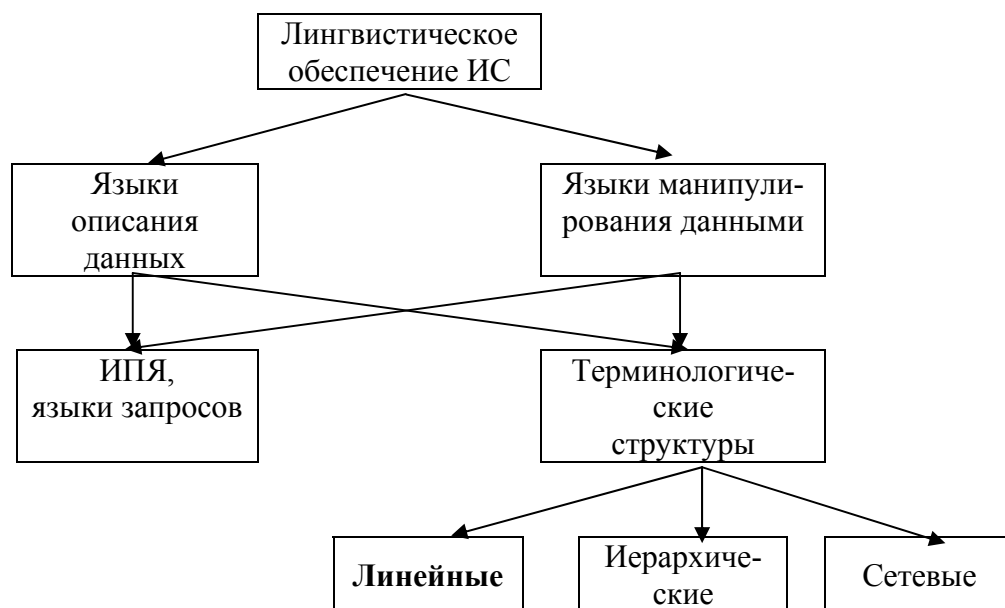 Лингвистическое
обеспечение ИС
Языки
описания
данных
Языки манипули-
рования данными
ИПЯ,
языки запросов
Терминологиче-
ские
структуры
Линейные
Иерархиче-
ские
Сетевые